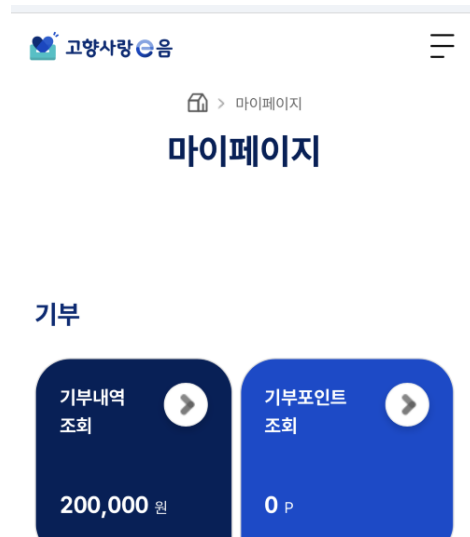 고향사랑e음
> 마이페이지
마이페이지
기부
기부내역
조회
200,000 원
기부포인트
조회
0 P